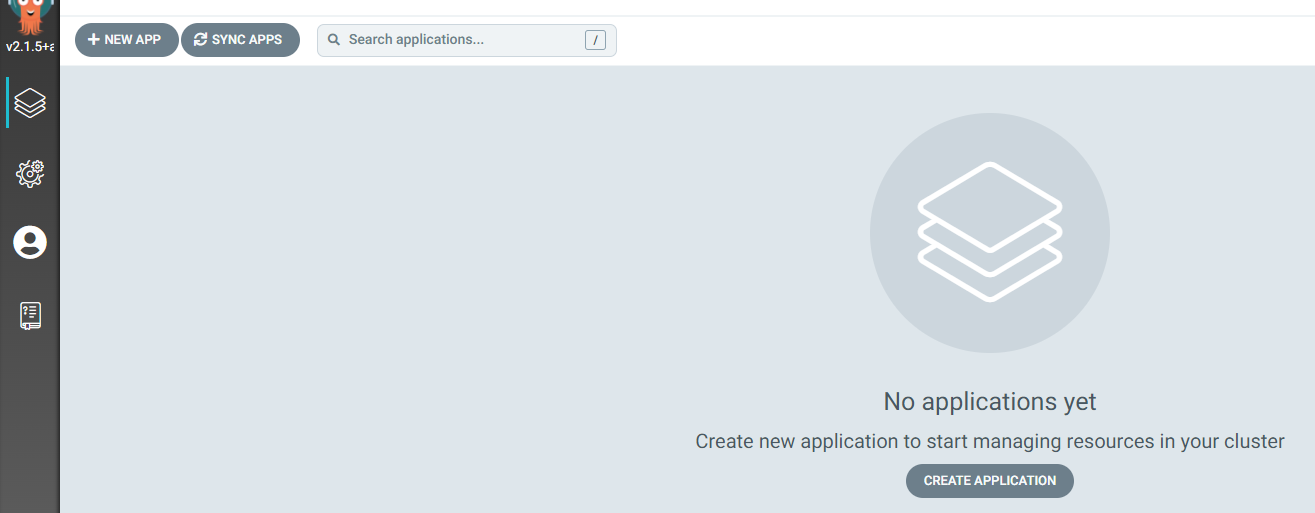 v2.1.5+a
NEW APP
SYNC APPS
Search applications...
/
No applications yet
Create new application to start managing resources in your cluster
CREATE APPLICATION